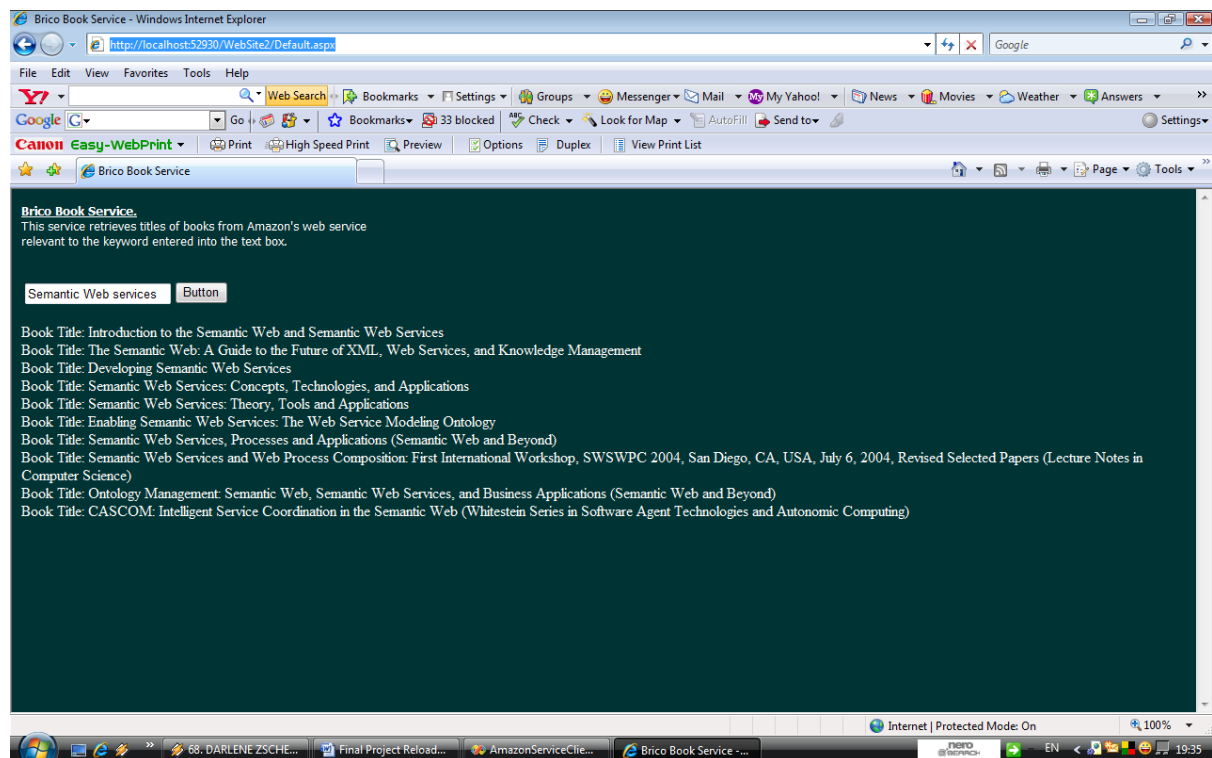 Brico Book Service - Windows Internet Explorer
http://localhost:52930/WebSite2/Default.aspx
Google
File Edit View Favorites Tools Help
Y! Web Search Bookmarks Settings Groups Messenger Mail My Yahoo! News Movies Weather Answers »
Google G Go Bookmarks 33 blocked Check Look for Map AutoFill Send to Settings
Canon Easy-WebPrint Print High Speed Print Preview Options Duplex View Print List
Brico Book Service Page Tools »
Brico Book Service.
This service retrieves titles of books from Amazon's web service
relevant to the keyword entered into the text box.
Semantic Web services Button
Book Title: Introduction to the Semantic Web and Semantic Web Services
Book Title: The Semantic Web: A Guide to the Future of XML, Web Services, and Knowledge Management
Book Title: Developing Semantic Web Services
Book Title: Semantic Web Services: Concepts, Technologies, and Applications
Book Title: Semantic Web Services: Theory, Tools and Applications
Book Title: Enabling Semantic Web Services: The Web Service Modeling Ontology
Book Title: Semantic Web Services, Processes and Applications (Semantic Web and Beyond)
Book Title: Semantic Web Services and Web Process Composition: First International Workshop, SWSWPC 2004, San Diego, CA, USA, July 6, 2004, Revised Selected Papers (Lecture Notes in
Computer Science)
Book Title: Ontology Management: Semantic Web, Semantic Web Services, and Business Applications (Semantic Web and Beyond)
Book Title: CASCOM: Intelligent Service Coordination in the Semantic Web (Whitestein Series in Software Agent Technologies and Autonomic Computing)
Internet | Protected Mode: On 100%
» 68. DARLENE ZSCHE... Final Project Reload... AmazonServiceClie... Brico Book Service -... nero SEARCH EN 19:35